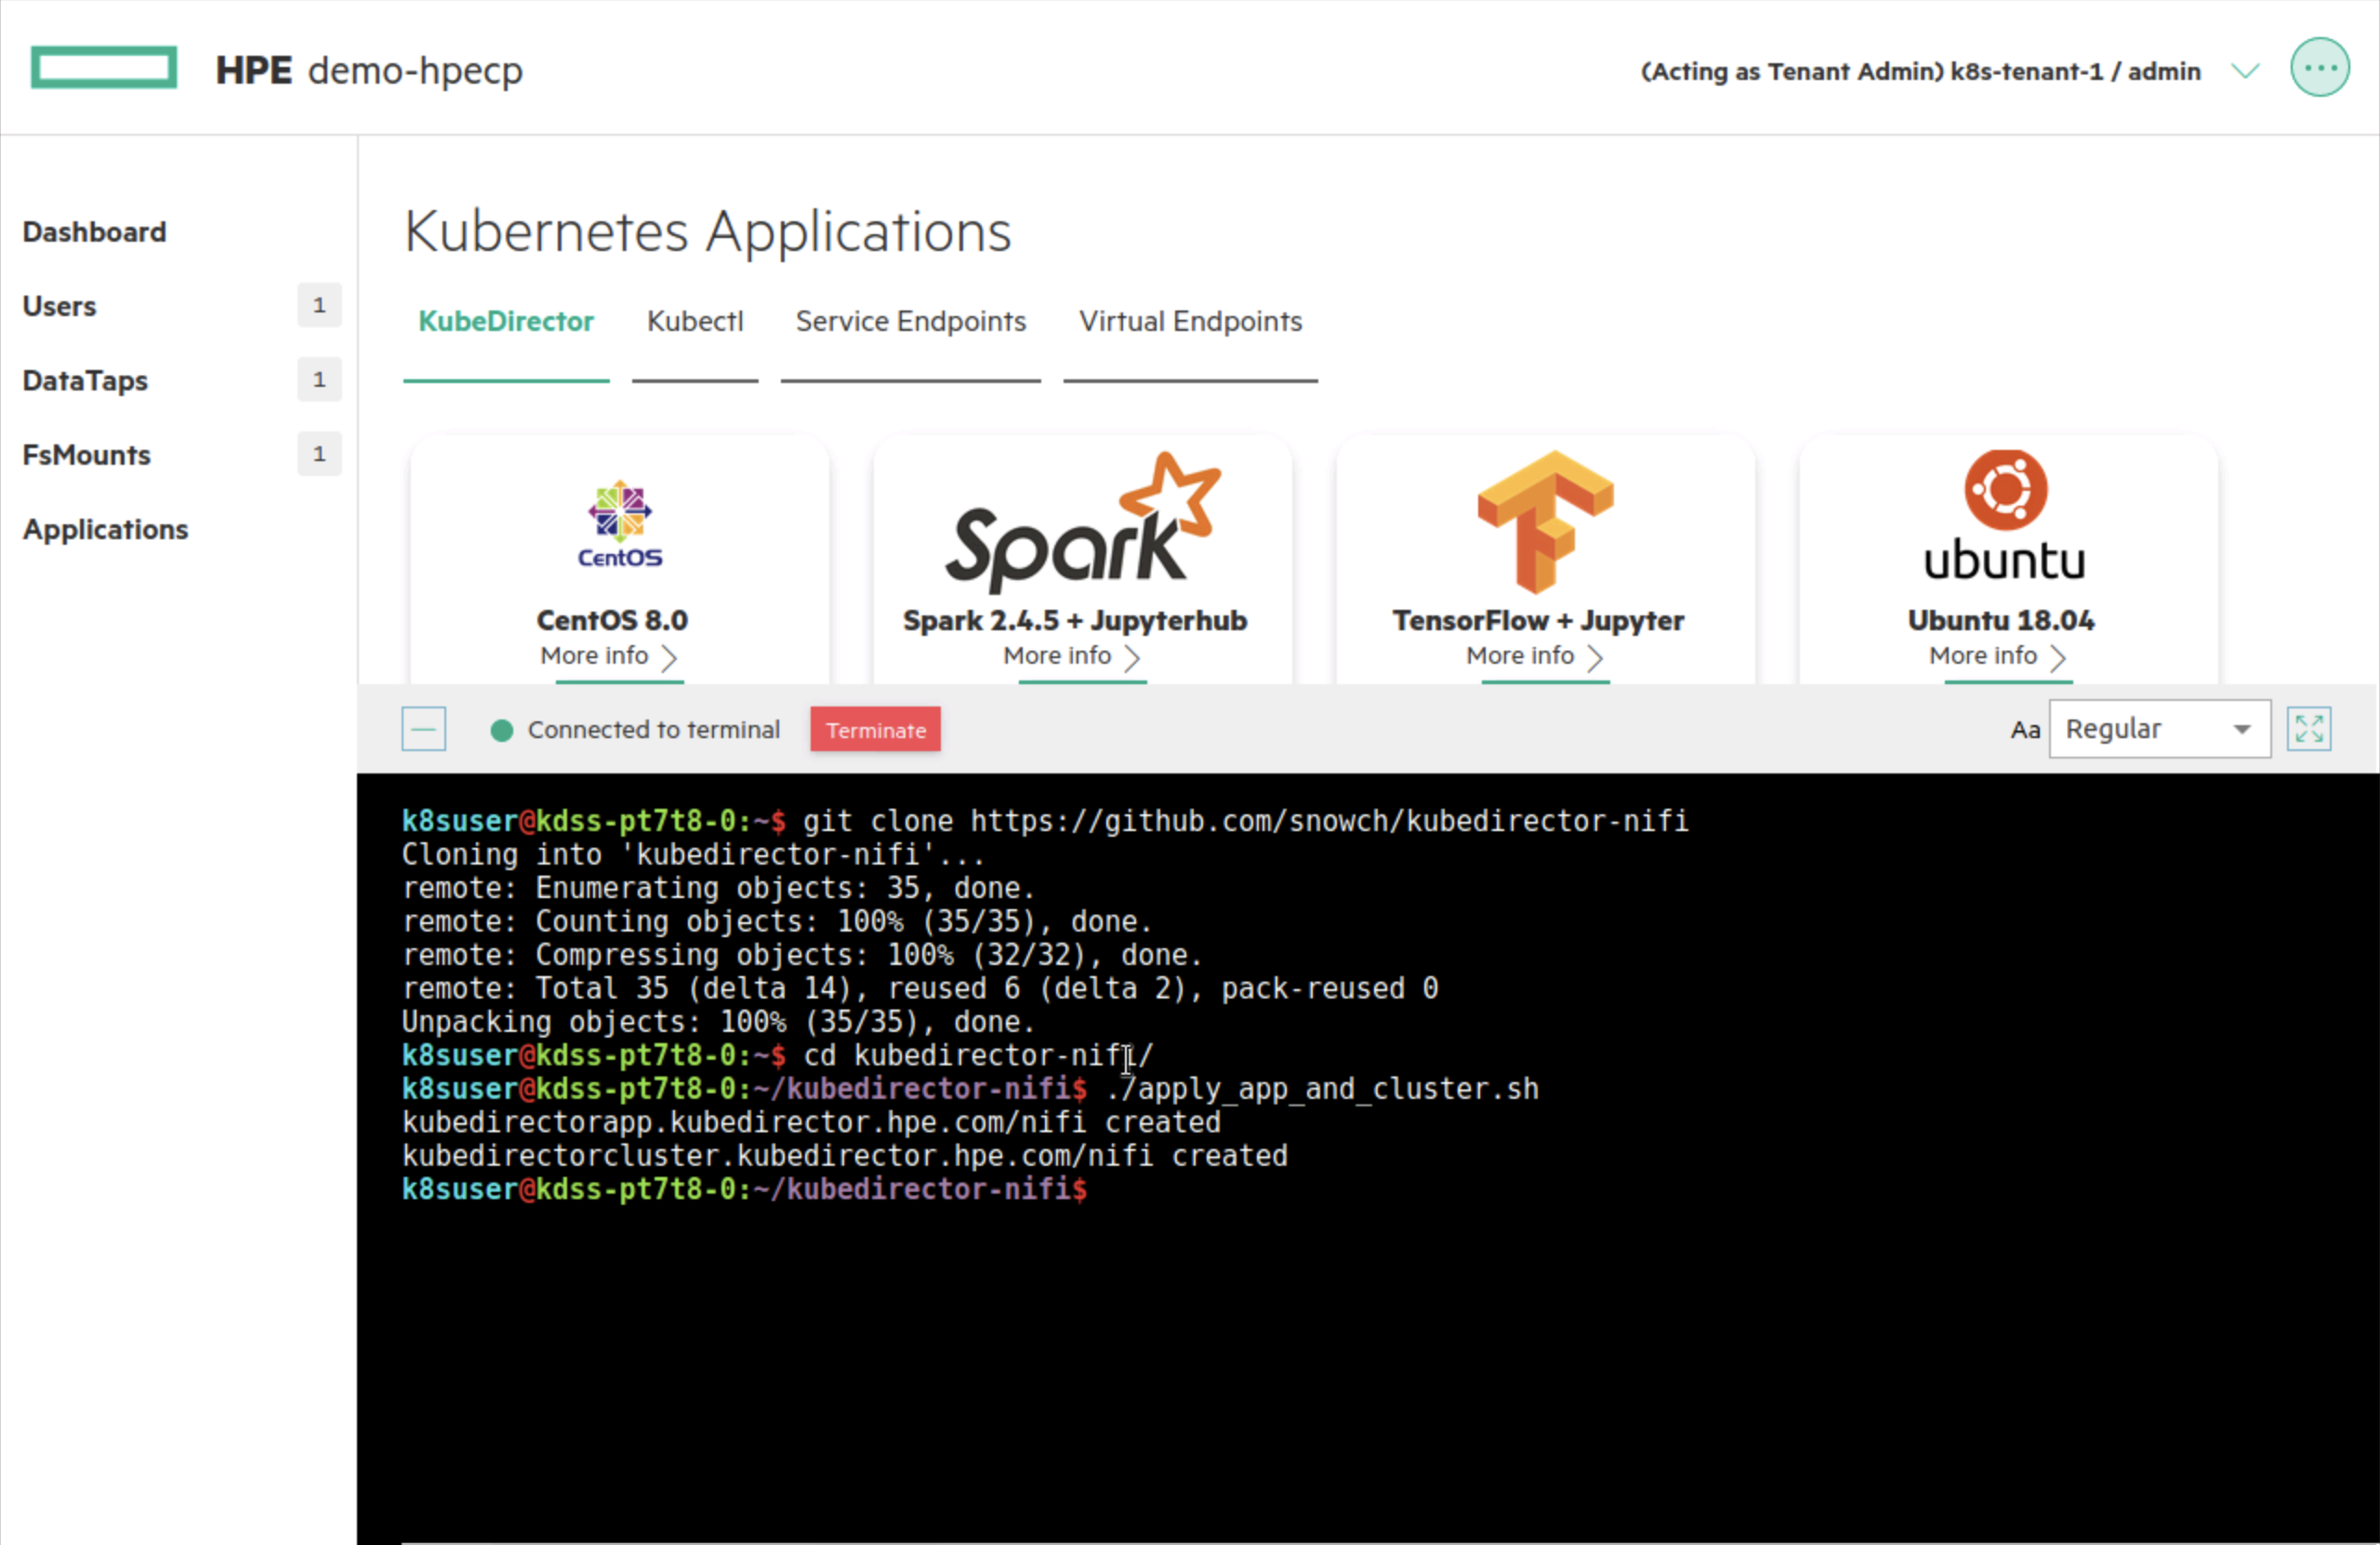 HPE demo-hpecp
(Acting as Tenant Admin) k8s-tenant-1 / admin
Dashboard
Users 1
DataTaps 1
FsMounts 1
Applications
Kubernetes Applications
KubeDirector Kubectl Service Endpoints Virtual Endpoints
CentOS
CentOS 8.0
More info
Spark
Spark 2.4.5 + Jupyterhub
More info
TensorFlow + Jupyter
More info
ubuntu
Ubuntu 18.04
More info
Connected to terminal Terminate Aa Regular
k8suser@kdss-pt7t8-0:~$ git clone https://github.com/snowch/kubedirector-nifi
Cloning into 'kubedirector-nifi'...
remote: Enumerating objects: 35, done.
remote: Counting objects: 100% (35/35), done.
remote: Compressing objects: 100% (32/32), done.
remote: Total 35 (delta 14), reused 6 (delta 2), pack-reused 0
Unpacking objects: 100% (35/35), done.
k8suser@kdss-pt7t8-0:~$ cd kubedirector-nifi/
k8suser@kdss-pt7t8-0:~/kubedirector-nifi$ ./apply_app_and_cluster.sh
kubedirectorapp.kubedirector.hpe.com/nifi created
kubedirectorcluster.kubedirector.hpe.com/nifi created
k8suser@kdss-pt7t8-0:~/kubedirector-nifi$